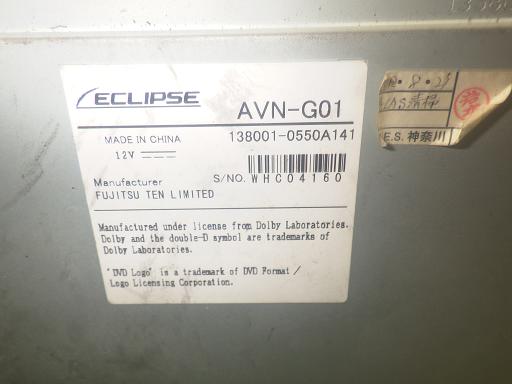 ECLIPSE
AVN-G01
138001-0550A141
MADE IN CHINA
12V
S/NO. WHC04160
Manufacturer
FUJITSU TEN LIMITED
Manufactured under license from Dolby Laboratories.
Dolby and the double-D symbol are trademarks of
Dolby Laboratories.
"DVD Logo" is a trademark of DVD Format /
Logo Licensing Corporation.
E.S. 神奈川